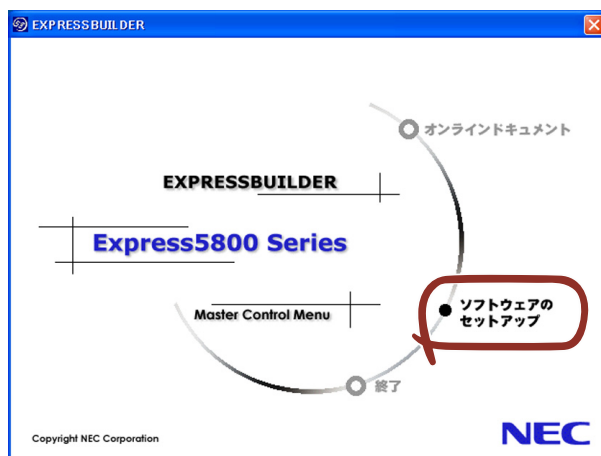 EXPRESSBUILDER
オンラインドキュメント
EXPRESSBUILDER
Express5800 Series
ソフトウェアの
セットアップ
Master Control Menu
終了
Copyright NEC Corporation
NEC